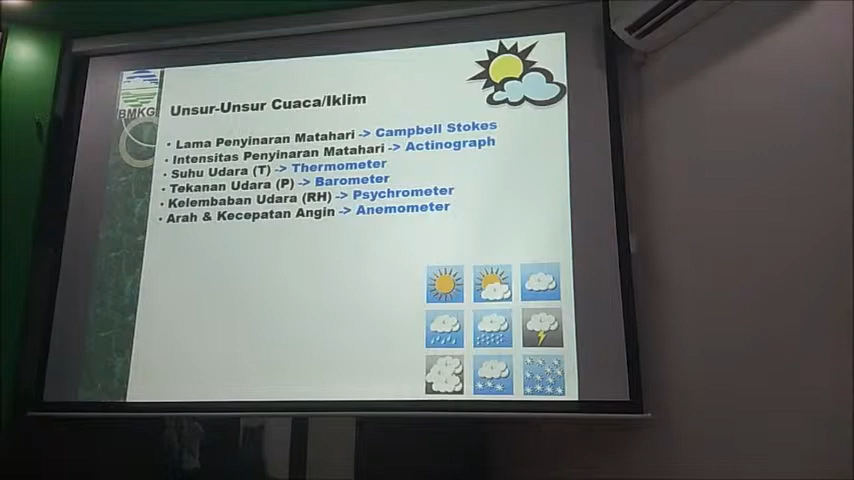 BMKG
Unsur-Unsur Cuaca/Iklim
• Lama Penyinaran Matahari -> Campbell Stokes
• Intensitas Penyinaran Matahari -> Actinograph
• Suhu Udara (T) -> Thermometer
• Tekanan Udara (P) -> Barometer
• Kelembaban Udara (RH) -> Psychrometer
• Arah & Kecepatan Angin -> Anemometer